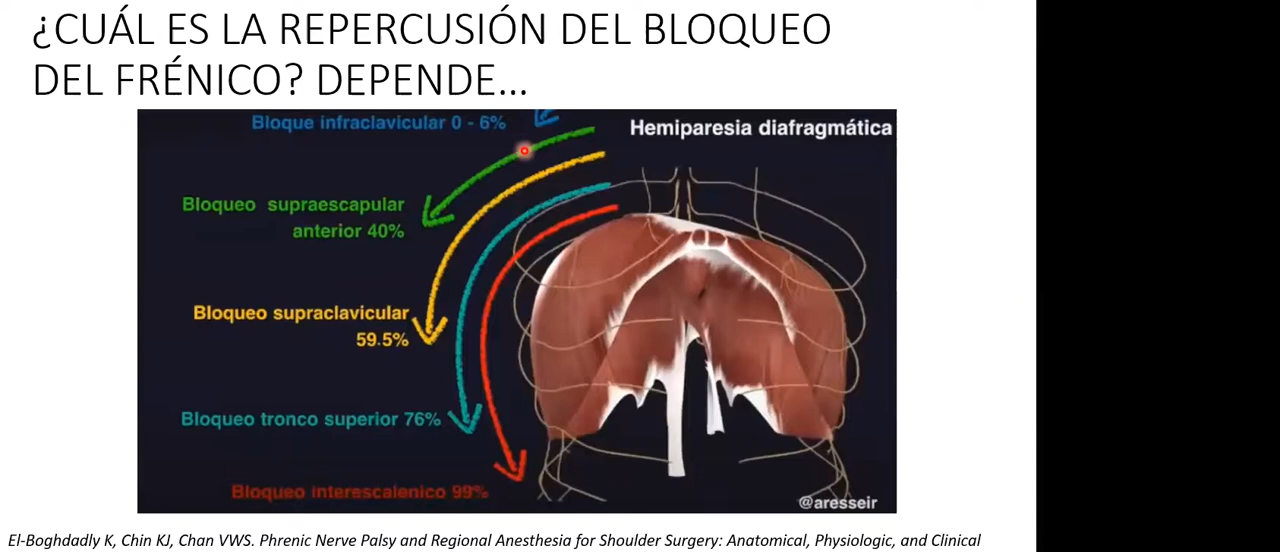 ¿CUÁL ES LA REPERCUSIÓN DEL BLOQUEO
DEL FRÉNICO? DEPENDE...
Bloque infraclavicular 0 - 6%
Hemiparesia diafragmática
Bloqueo supraescapular
anterior 40%
Bloqueo supraclavicular
59.5%
Bloqueo tronco superior 76%
Bloqueo interescalenico 99%
@aresseir
El-Boghdadly K, Chin KJ, Chan VWS. Phrenic Nerve Palsy and Regional Anesthesia for Shoulder Surgery: Anatomical, Physiologic, and Clinical